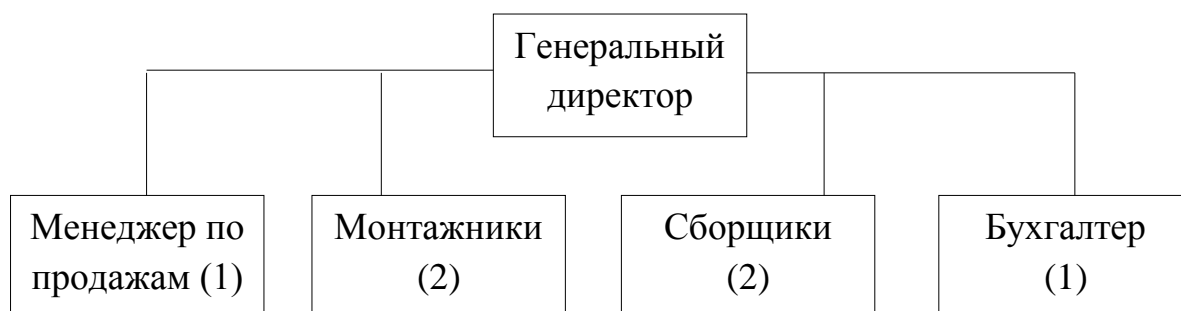 Генеральный
директор
Менеджер по
продажам (1)
Монтажники
(2)
Сборщики
(2)
Бухгалтер
(1)